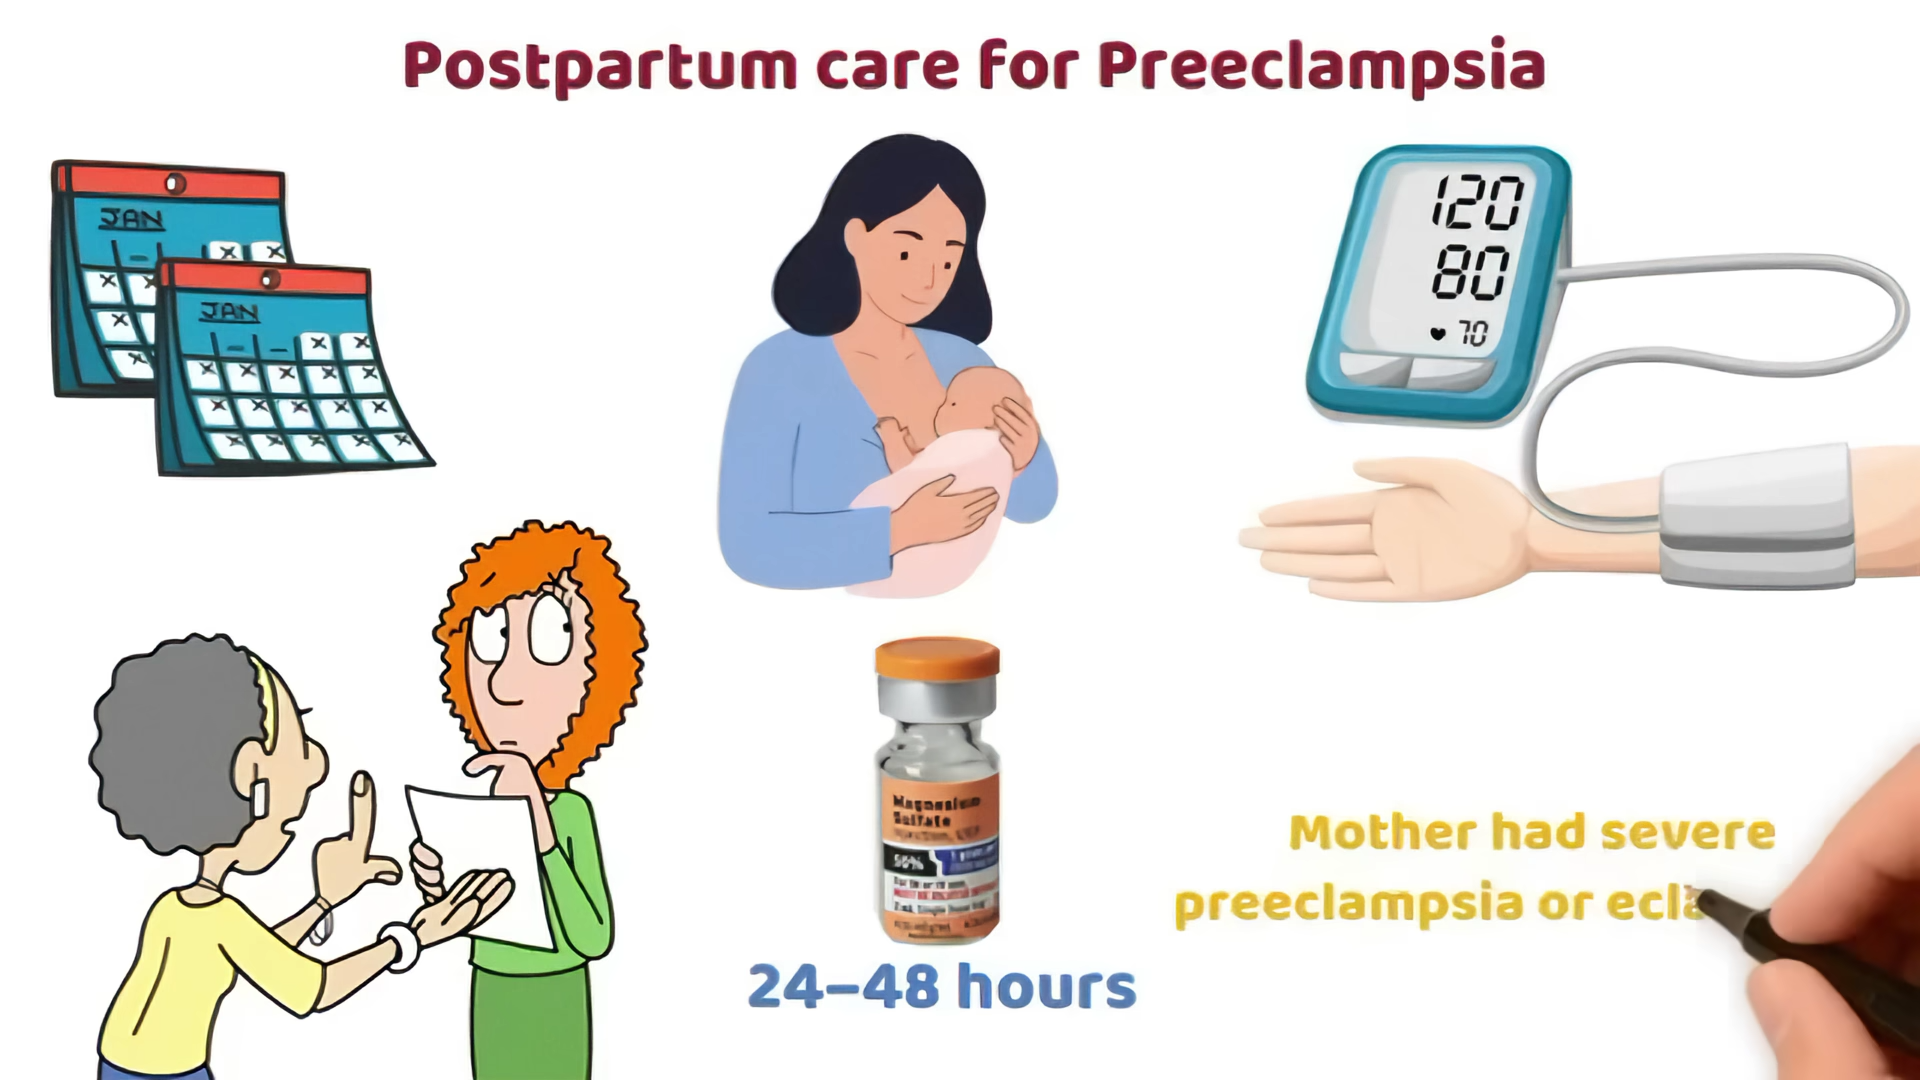 Postpartum care for Preeclampsia
JAN
JAN
120
80
70
Magnesium
Sulfate
50%
24–48 hours
Mother had severe
preeclampsia or ecla